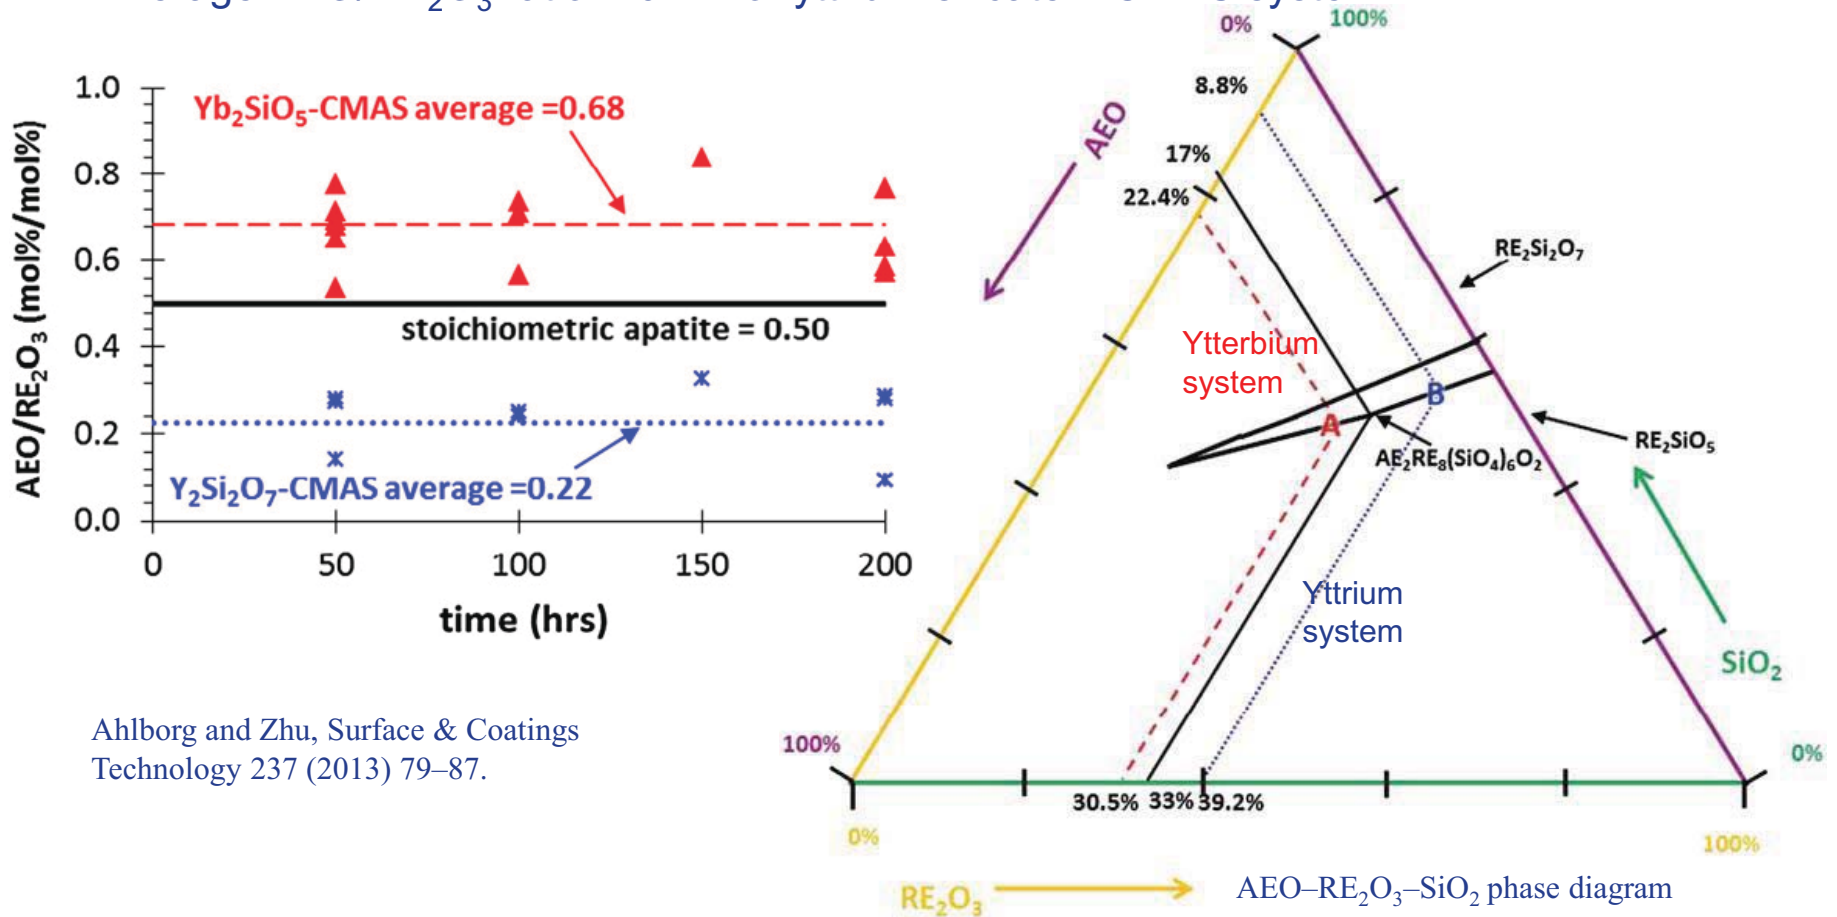 0%
100%
1.0
0.8
0.6
0.4
0.2
0.0
AEO/RE₂O₃ (mol%/mol%)
Yb₂SiO₅-CMAS average =0.68
stoichiometric apatite = 0.50
Y₂Si₂O₇-CMAS average =0.22
0
50
100
150
200
time (hrs)
Ahlborg and Zhu, Surface & Coatings
Technology 237 (2013) 79–87.
8.8%
17%
22.4%
AEO
RE₂Si₂O₇
Ytterbium
system
B
A
RE₂SiO₅
AE₂RE₈(SiO₄)₆O₂
Yttrium
system
SiO₂
100%
0%
30.5%
33%
39.2%
0%
100%
RE₂O₃
AEO–RE₂O₃–SiO₂ phase diagram